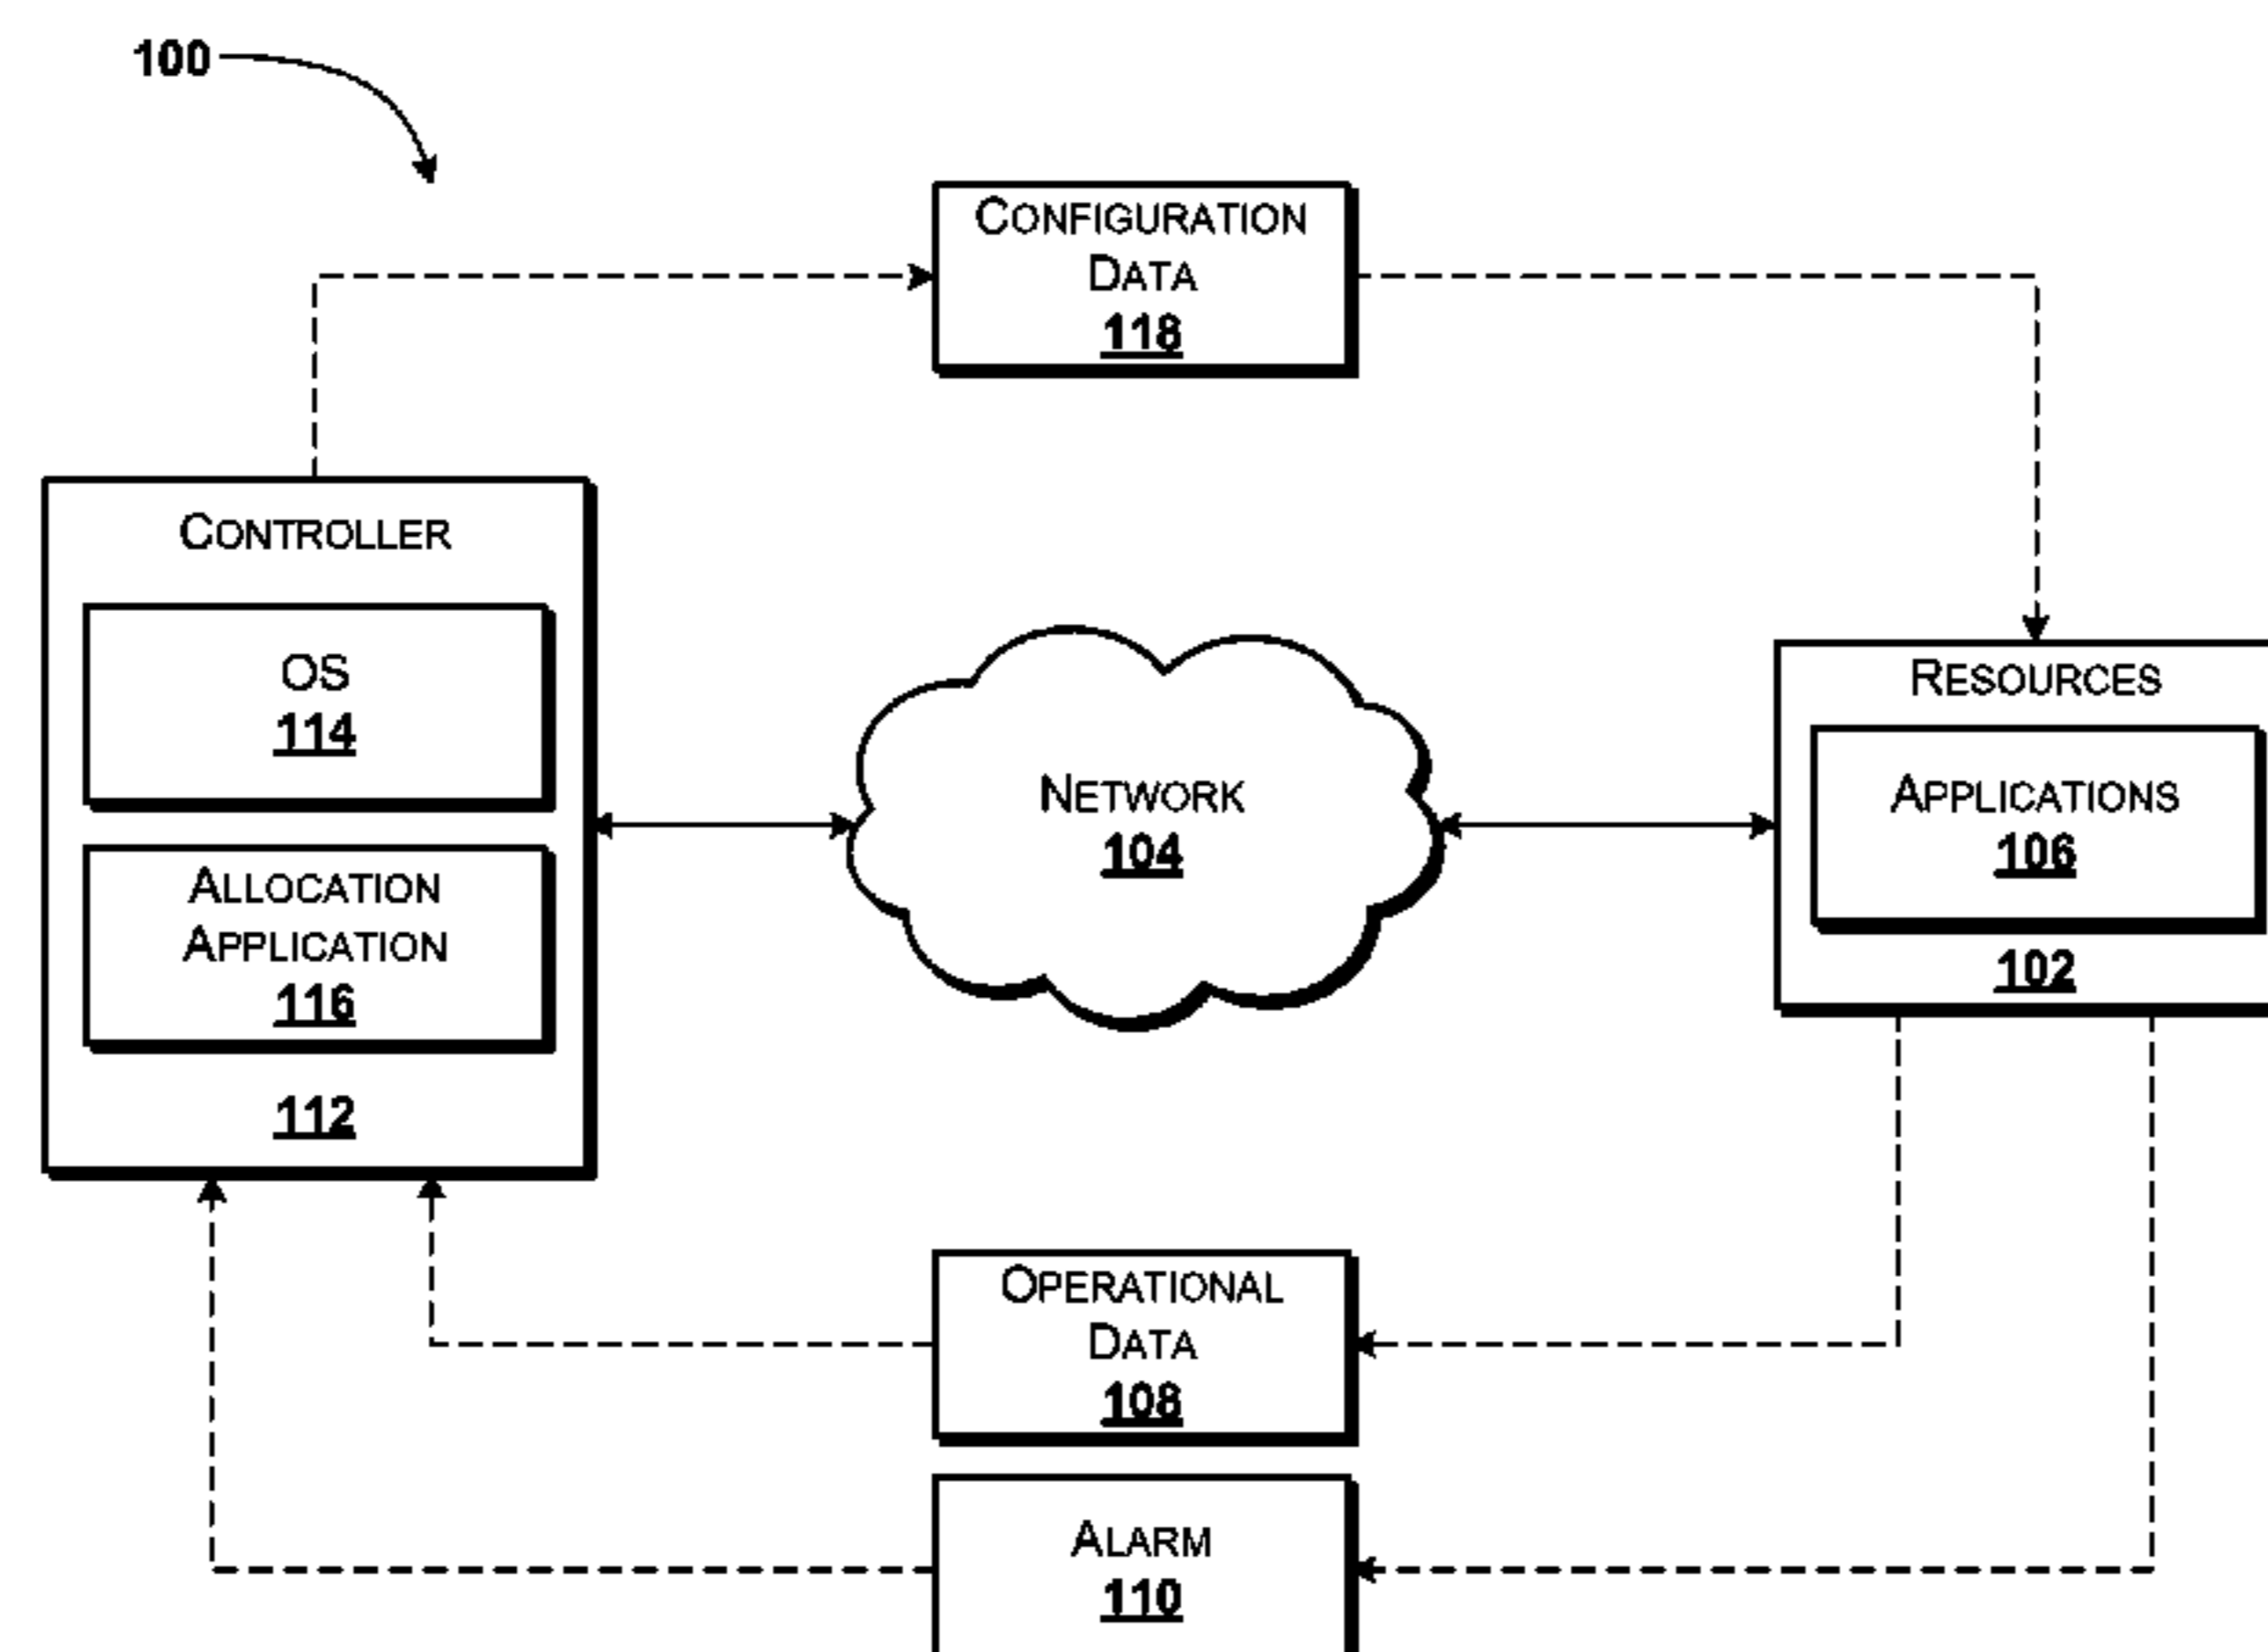 100
CONFIGURATION
DATA
118
CONTROLLER
OS
114
ALLOCATION
APPLICATION
116
112
NETWORK
104
RESOURCES
APPLICATIONS
106
102
OPERATIONAL
DATA
108
ALARM
110